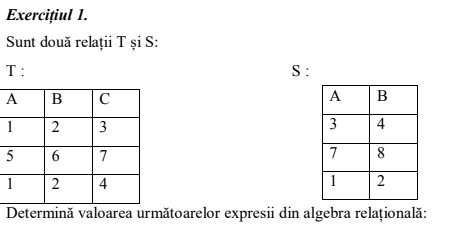 Exercițiul 1.
Sunt două relații T și S:
T : S :
A B C
1 2 3
5 6 7
1 2 4
A B
3 4
7 8
1 2
Determină valoarea următoarelor expresii din algebra relațională: